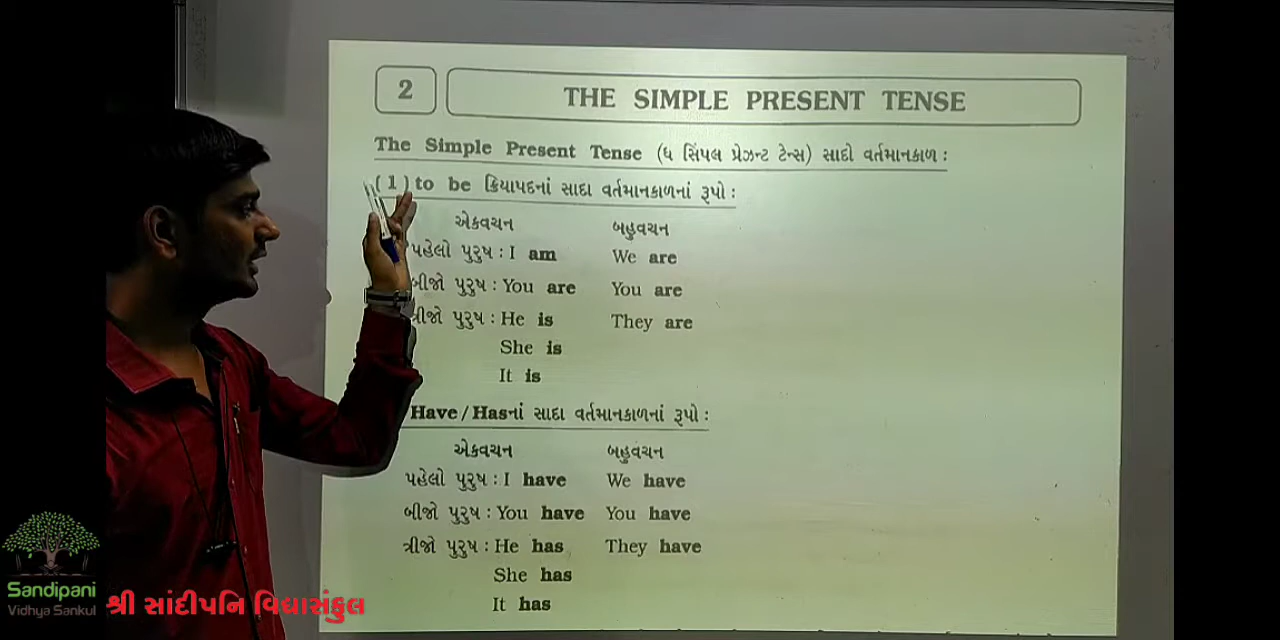 2
THE SIMPLE PRESENT TENSE
The Simple Present Tense (ધ સિંપલ પ્રેઝન્ટ ટેન્સ) સાદો વર્તમાનકાળ :
(1) to be ક્રિયાપદનાં સાદા વર્તમાનકાળનાં રૂપો :
એકવચન બહુવચન
પહેલો પુરુષ : I am We are
બીજો પુરુષ : You are You are
ત્રીજો પુરુષ : He is They are
She is
It is
Have / Hasનાં સાદા વર્તમાનકાળનાં રૂપો :
એકવચન બહુવચન
પહેલો પુરુષ : I have We have
બીજો પુરુષ : You have You have
ત્રીજો પુરુષ : He has They have
She has
It has
Sandipani
Vidhya Sankul
શ્રી સાંદીપનિ વિદ્યાસંકુલ